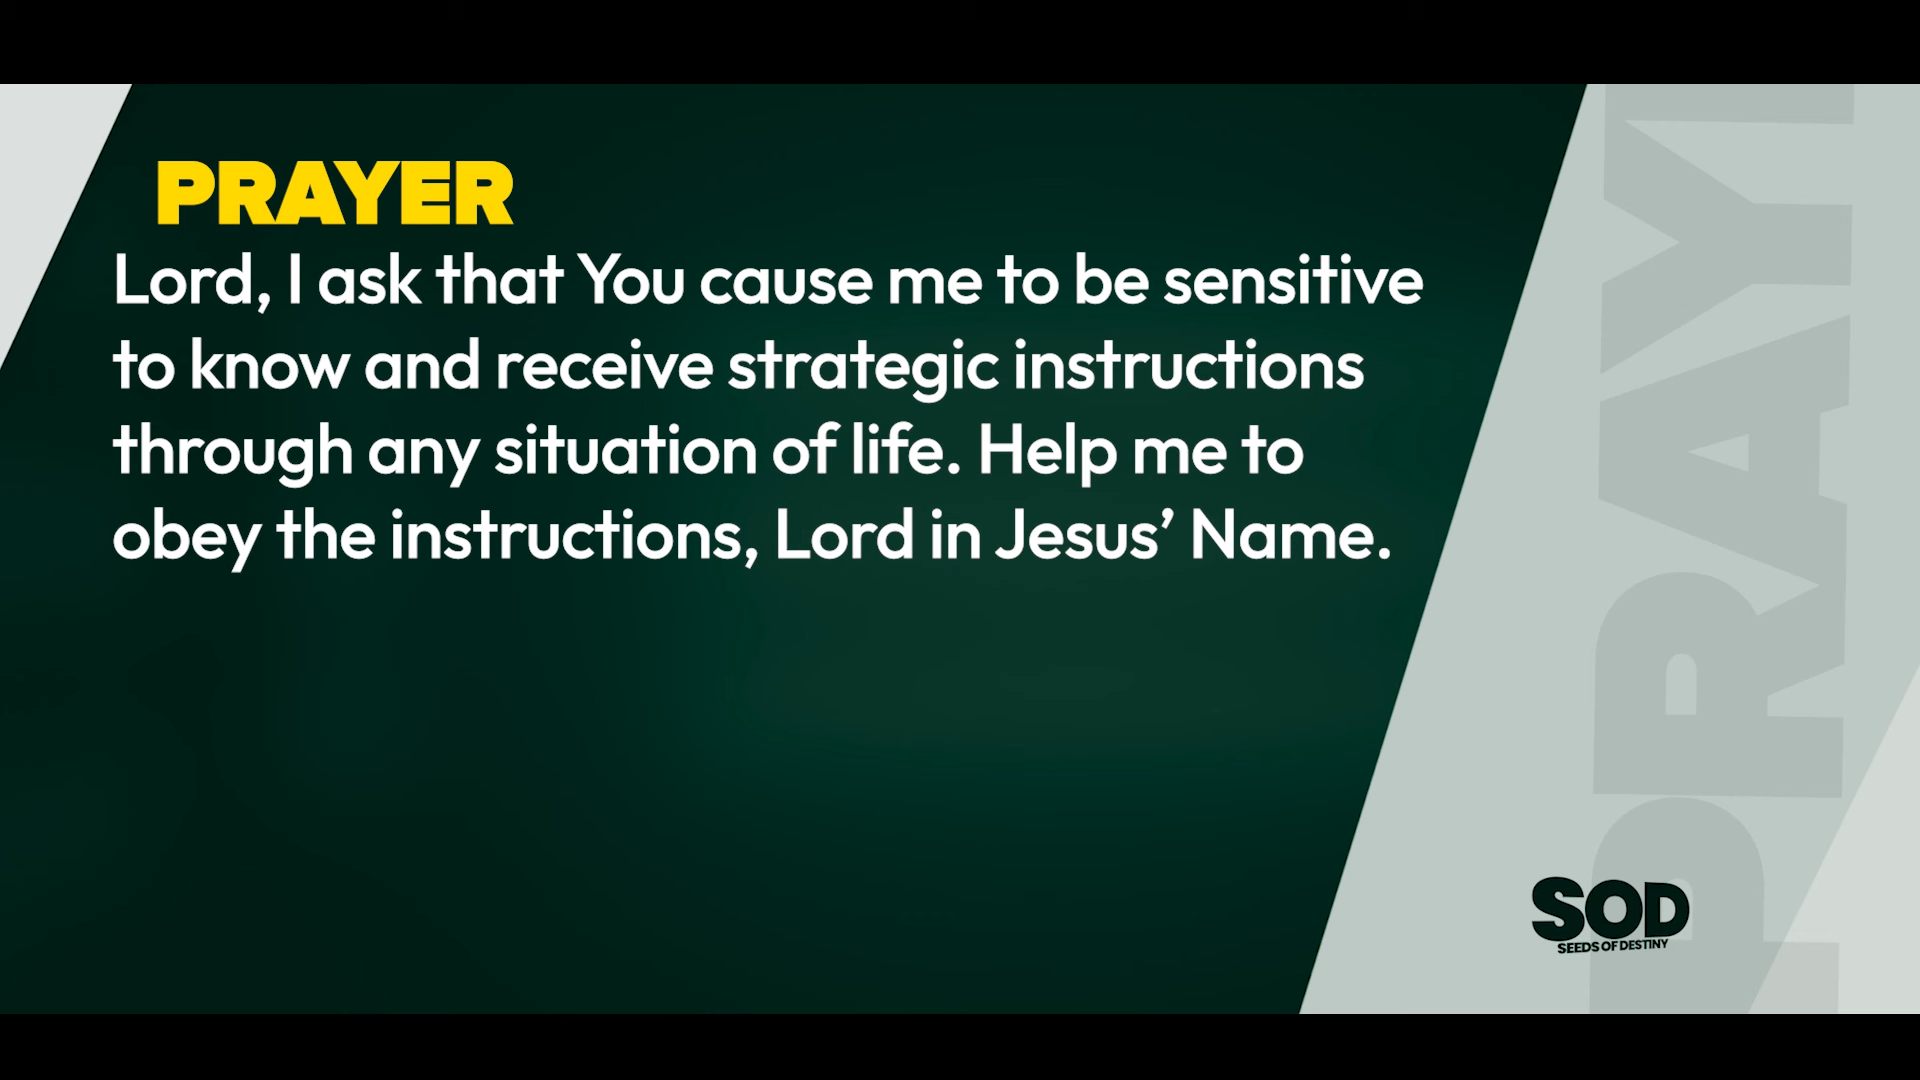 PRAYER
Lord, I ask that You cause me to be sensitive
to know and receive strategic instructions
through any situation of life. Help me to
obey the instructions, Lord in Jesus’ Name.
PRAY
SOD
SEEDS OF DESTINY